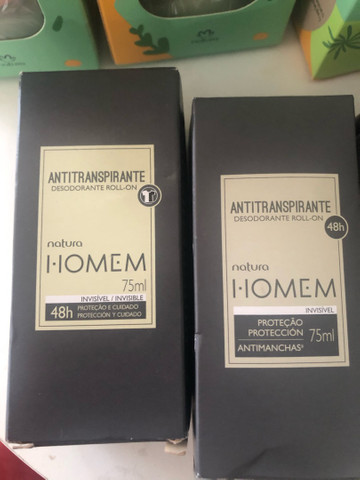 ANTITRANSPIRANTE
DESODORANTE ROLL-ON
natura
HOMEM
75ml
INVISÍVEL / INVISIBLE
48h
PROTEÇÃO E CUIDADO
PROTECCIÓN Y CUIDADO
ANTITRANSPIRANTE
DESODORANTE ROLL-ON
48h
natura
HOMEM
INVISÍVEL
PROTEÇÃO
PROTECCIÓN
75ml
ANTIMANCHAS